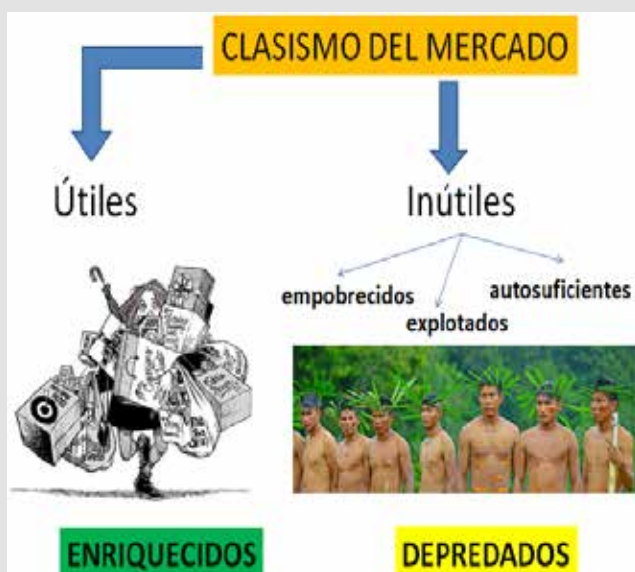 CLASISMO DEL MERCADO
Útiles
Inútiles
empobrecidos
explotados
autosuficientes
ENRIQUECIDOS
DEPREDADOS